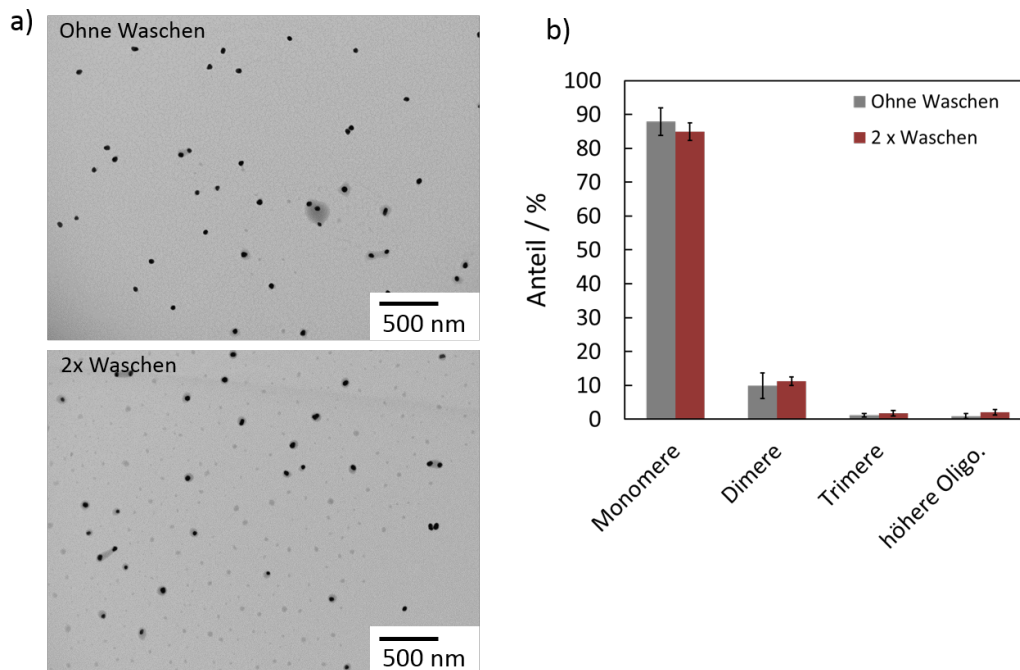 a)
Ohne Waschen
500 nm
2x Waschen
500 nm
b)
Anteil / %
100
90
80
70
60
50
40
30
20
10
0
Ohne Waschen
2 x Waschen
Monomere
Dimere
Trimere
höhere Oligo.